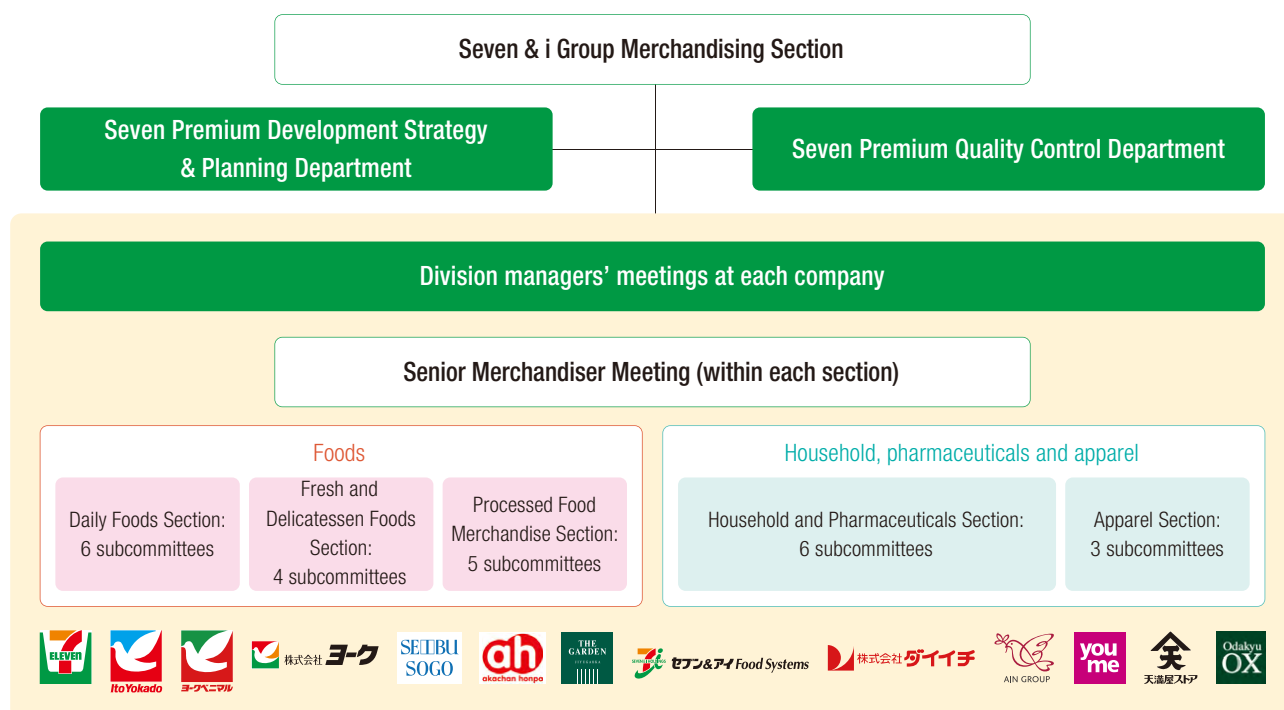 Seven & i Group Merchandising Section
Seven Premium Development Strategy
& Planning Department
Seven Premium Quality Control Department
Division managers’ meetings at each company
Senior Merchandiser Meeting (within each section)
Foods
Daily Foods Section:
6 subcommittees
Fresh and
Delicatessen Foods
Section:
4 subcommittees
Processed Food
Merchandise Section:
5 subcommittees
Household, pharmaceuticals and apparel
Household and Pharmaceuticals Section:
6 subcommittees
Apparel Section:
3 subcommittees
7
ELEVEN
Ito Yokado
ヨークベニマル
株式会社 ヨーク
SEIBU
SOGO
ah
akachan honpo
THE
GARDEN
セブン&アイ Food Systems
株式会社ダイイチ
AIN GROUP
you
me
天満屋ストア
Odakyu
OX